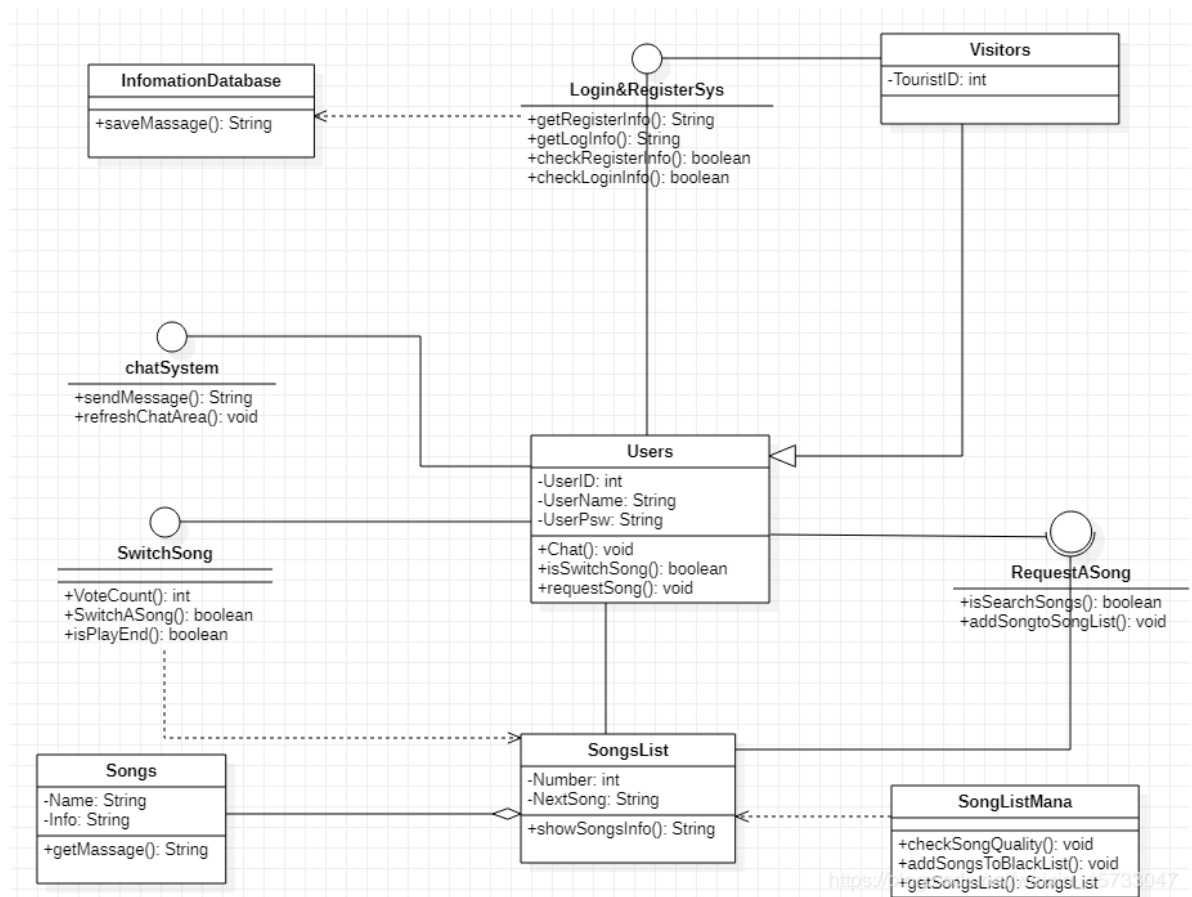 InfomationDatabase
+saveMassage(): String
Login&RegisterSys
+getRegisterInfo(): String
+getLogInfo(): String
+checkRegisterInfo(): boolean
+checkLoginInfo(): boolean
Visitors
-TouristID: int
chatSystem
+sendMessage(): String
+refreshChatArea(): void
Users
-UserID: int
-UserName: String
-UserPsw: String
+Chat(): void
+isSwitchSong(): boolean
+requestSong(): void
SwitchSong
+VoteCount(): int
+SwitchASong(): boolean
+isPlayEnd(): boolean
RequestASong
+isSearchSongs(): boolean
+addSongtoSongList(): void
Songs
-Name: String
-Info: String
+getMassage(): String
SongsList
-Number: int
-NextSong: String
+showSongsInfo(): String
SongListMana
+checkSongQuality(): void
+addSongsToBlackList(): void
+getSongsList(): SongsList